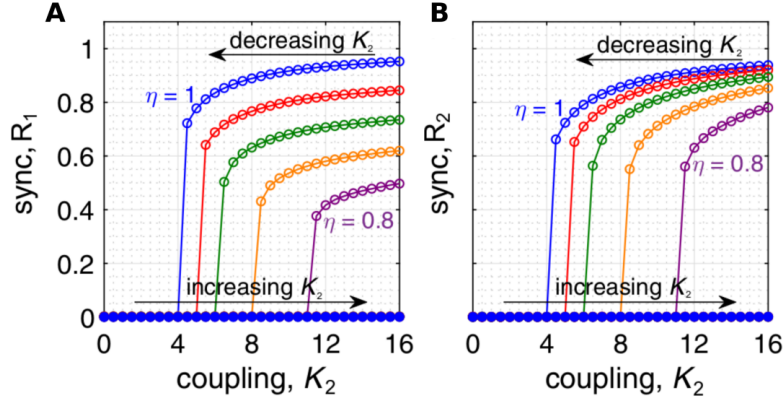 A
decreasing K₂
η = 1
η = 0.8
increasing K₂
sync, R₁
1
0.8
0.6
0.4
0.2
0
0 4 8 12 16
coupling, K₂
B
decreasing K₂
η = 1
η = 0.8
increasing K₂
sync, R₂
0 4 8 12 16
coupling, K₂